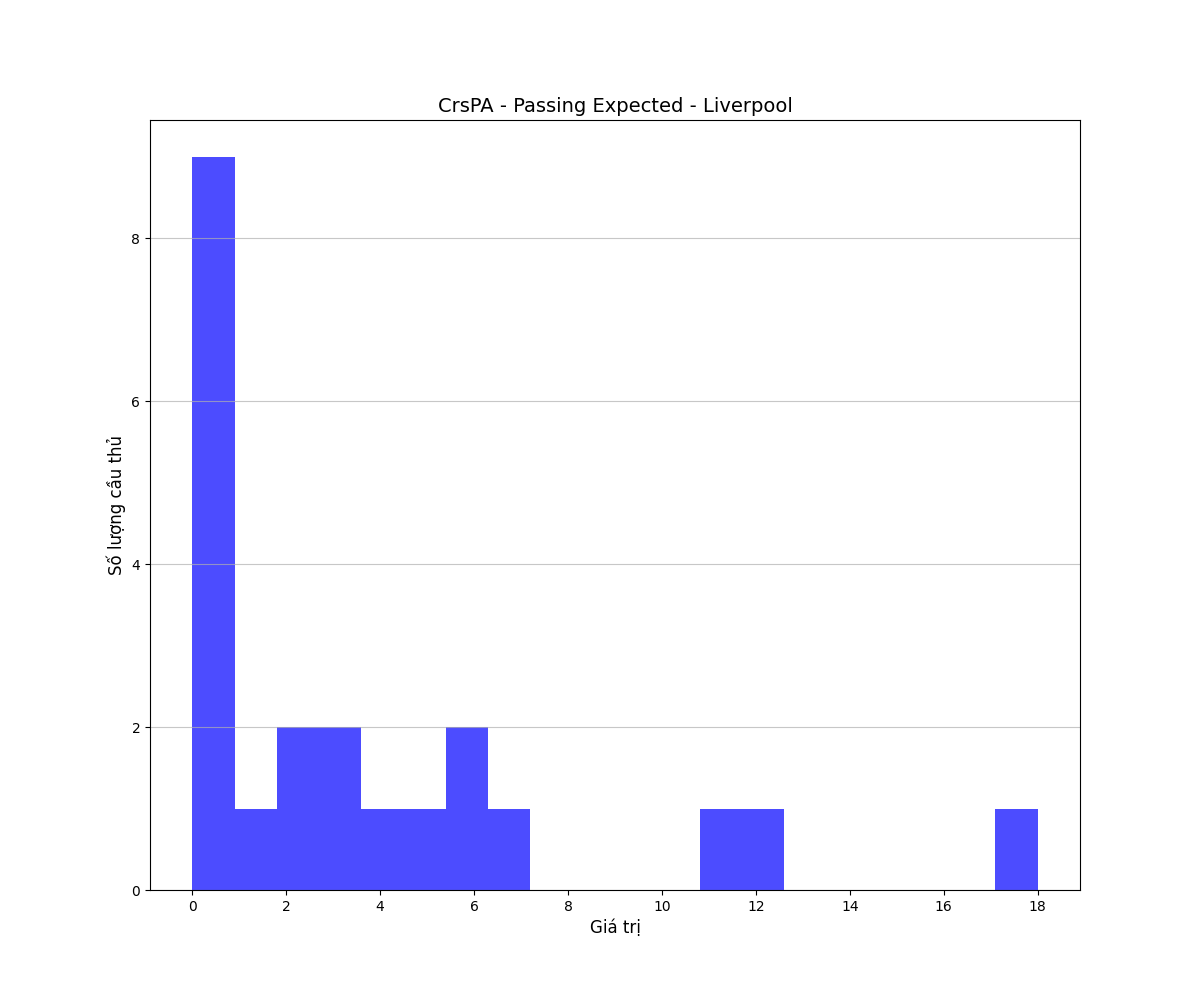 CrsPA - Passing Expected - Liverpool
Số lượng cầu thủ
8
6
4
2
0
0 2 4 6 8 10 12 14 16 18
Giá trị